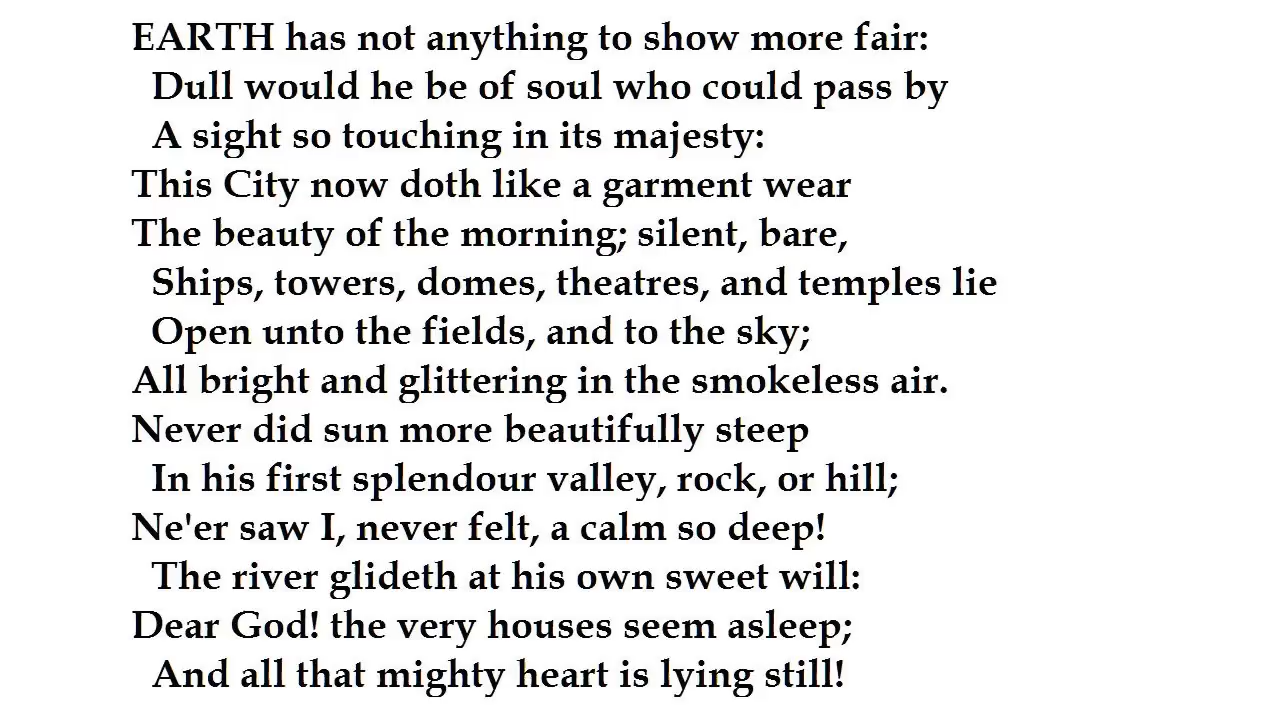 EARTH has not anything to show more fair:
Dull would he be of soul who could pass by
A sight so touching in its majesty:
This City now doth like a garment wear
The beauty of the morning; silent, bare,
Ships, towers, domes, theatres, and temples lie
Open unto the fields, and to the sky;
All bright and glittering in the smokeless air.
Never did sun more beautifully steep
In his first splendour valley, rock, or hill;
Ne'er saw I, never felt, a calm so deep!
The river glideth at his own sweet will:
Dear God! the very houses seem asleep;
And all that mighty heart is lying still!